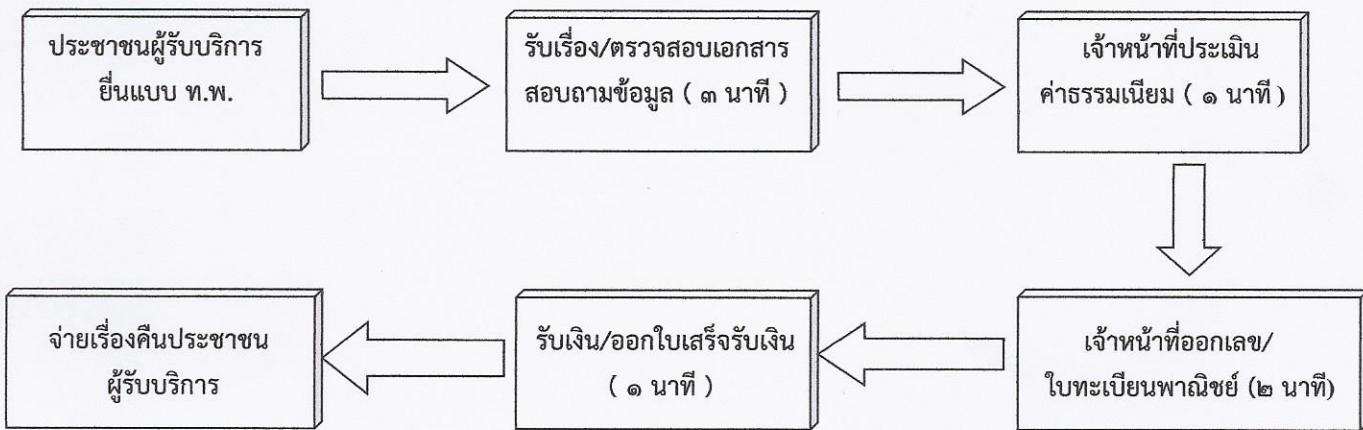 ประชาชนผู้รับบริการ
ยื่นแบบ ท.พ.
รับเรื่อง/ตรวจสอบเอกสาร
สอบถามข้อมูล ( ๓ นาที )
เจ้าหน้าที่ประเมิน
ค่าธรรมเนียม ( ๑ นาที )
เจ้าหน้าที่ออกเลข/
ใบทะเบียนพาณิชย์ (๒ นาที)
รับเงิน/ออกใบเสร็จรับเงิน
( ๑ นาที )
จ่ายเรื่องคืนประชาชน
ผู้รับบริการ